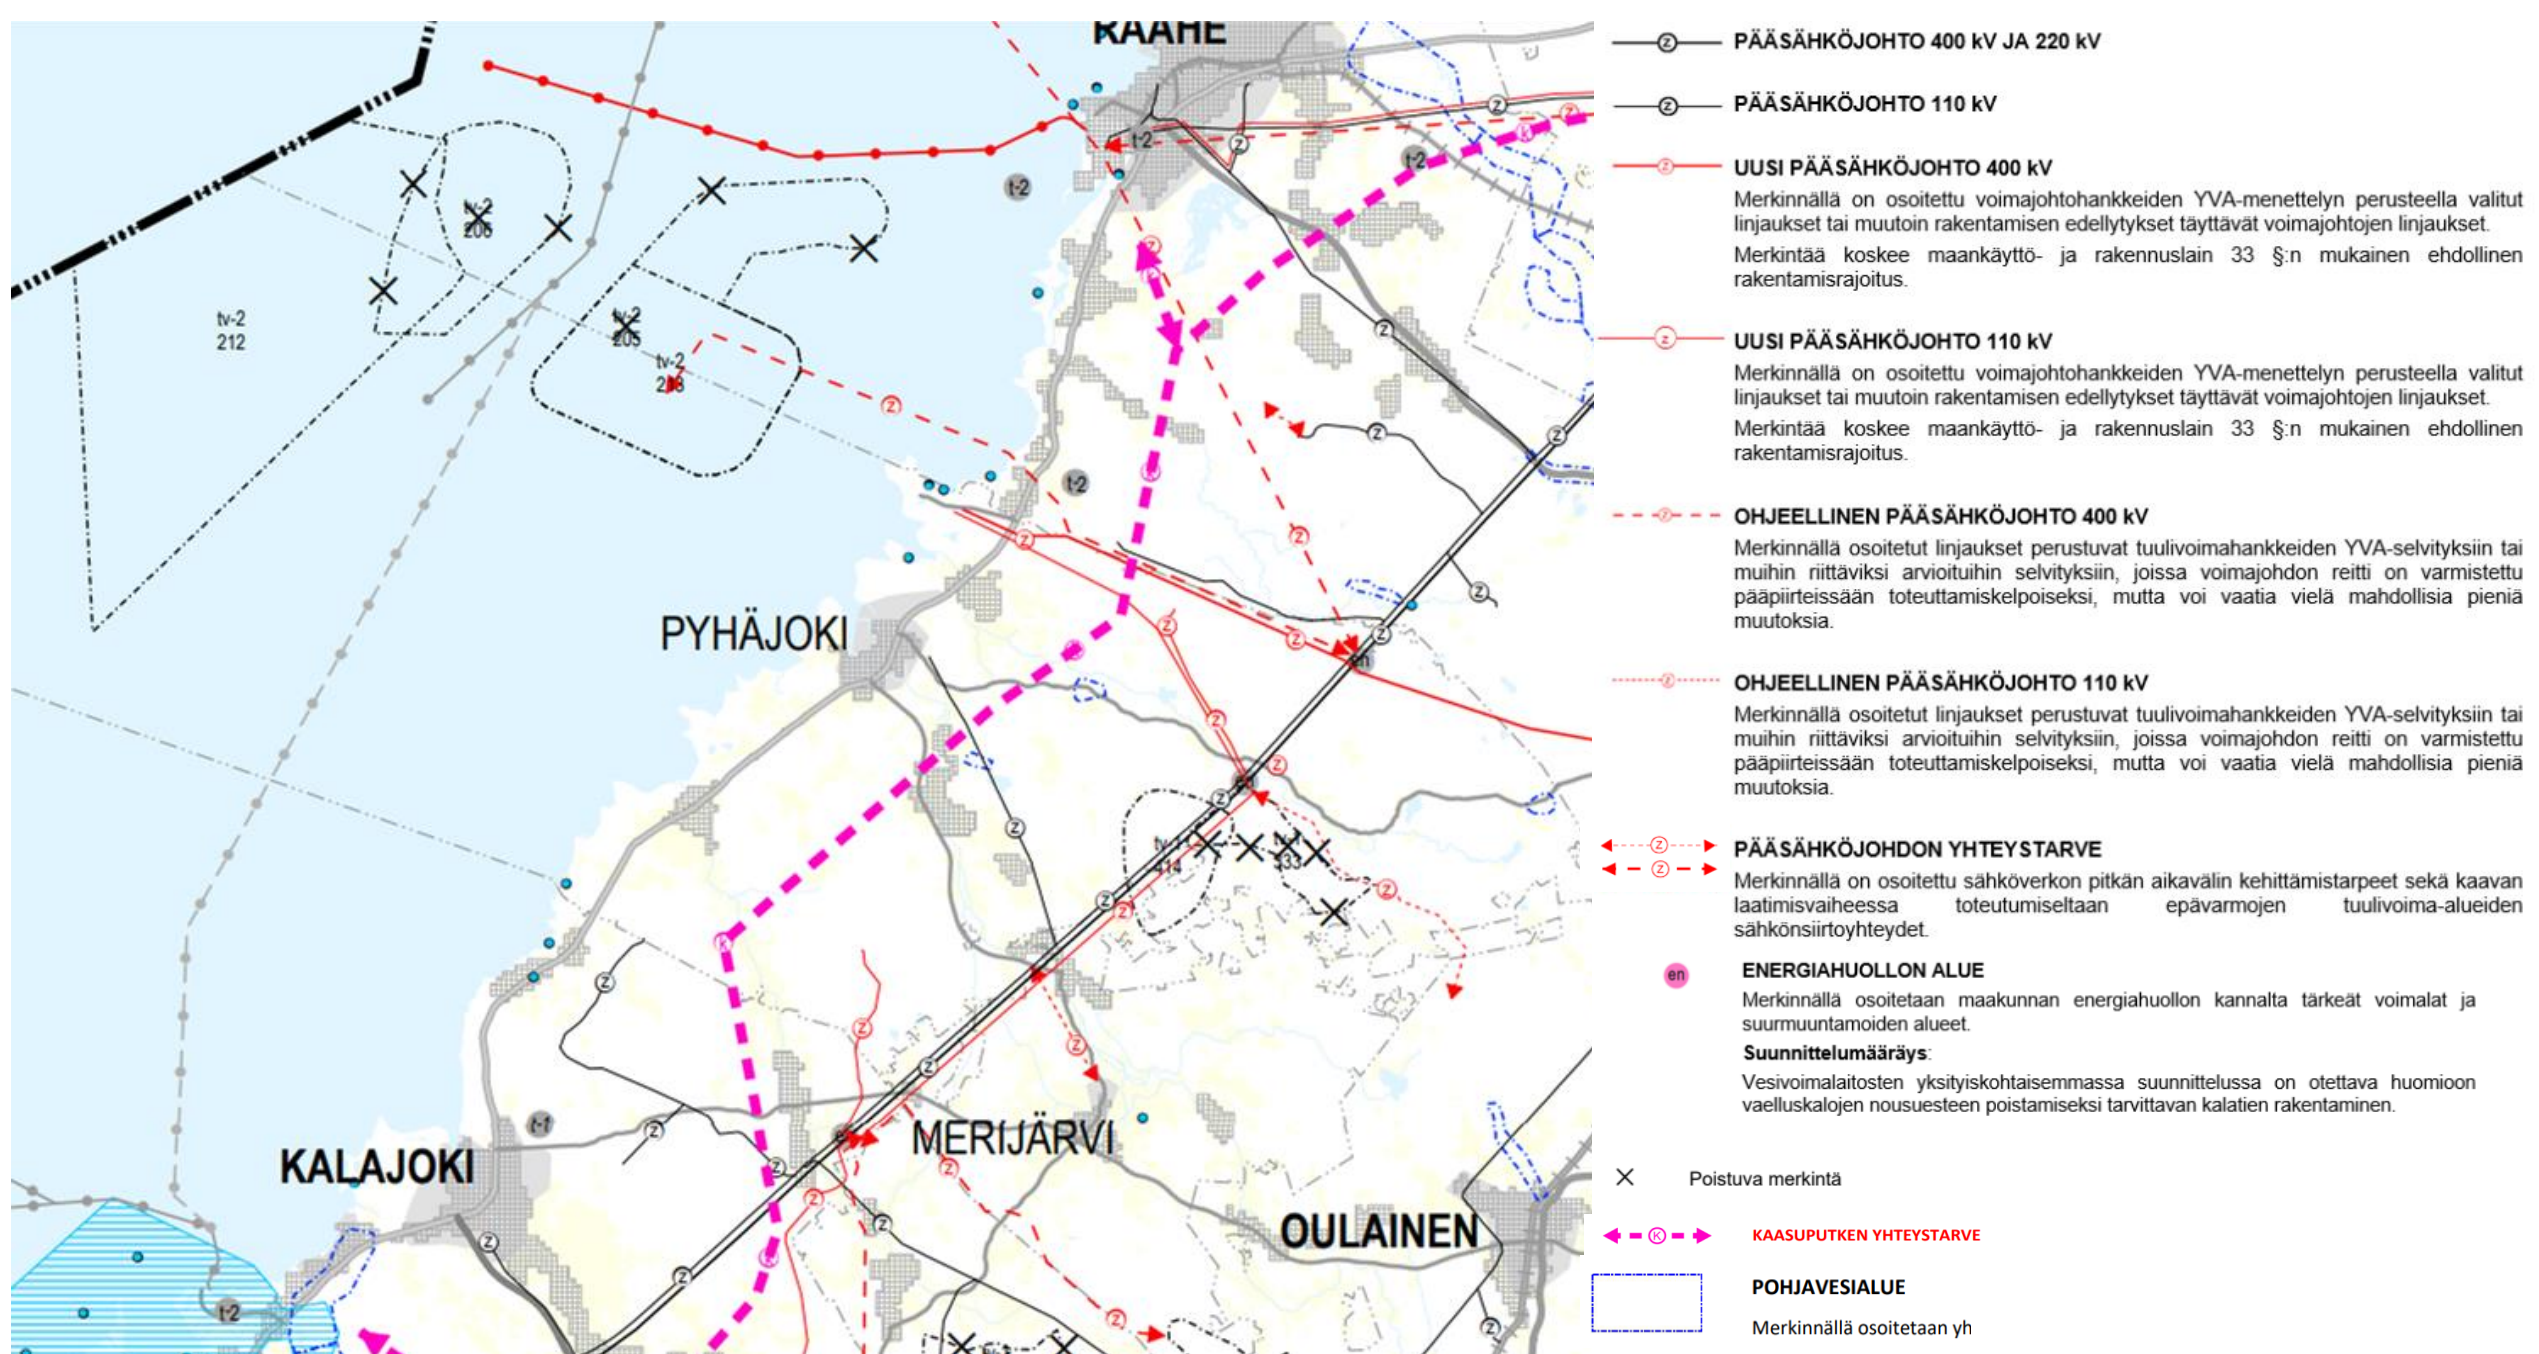 RAAHE
t-2
t-2
t-2
tv-2
206
tv-2
212
tv-2
205
tv-2
t-2
en
PYHÄJOKI
tv-1
333
414
t-1
MERIJÄRVI
KALAJOKI
OULAINEN
t-2
PÄÄSÄHKÖJOHTO 400 kV JA 220 kV
PÄÄSÄHKÖJOHTO 110 kV
UUSI PÄÄSÄHKÖJOHTO 400 kV
Merkinnällä on osoitettu voimajohtohankkeiden YVA-menettelyn perusteella valitut
linjaukset tai muutoin rakentamisen edellytykset täyttävät voimajohtojen linjaukset.
Merkintää koskee maankäyttö- ja rakennuslain 33 §:n mukainen ehdollinen
rakentamisrajoitus.
UUSI PÄÄSÄHKÖJOHTO 110 kV
Merkinnällä on osoitettu voimajohtohankkeiden YVA-menettelyn perusteella valitut
linjaukset tai muutoin rakentamisen edellytykset täyttävät voimajohtojen linjaukset.
Merkintää koskee maankäyttö- ja rakennuslain 33 §:n mukainen ehdollinen
rakentamisrajoitus.
OHJEELLINEN PÄÄSÄHKÖJOHTO 400 kV
Merkinnällä osoitetut linjaukset perustuvat tuulivoimahankkeiden YVA-selvityksiin tai
muihin riittäviksi arvioituihin selvityksiin, joissa voimajohdon reitti on varmistettu
pääpiirteissään toteuttamiskelpoiseksi, mutta voi vaatia vielä mahdollisia pieniä
muutoksia.
OHJEELLINEN PÄÄSÄHKÖJOHTO 110 kV
Merkinnällä osoitetut linjaukset perustuvat tuulivoimahankkeiden YVA-selvityksiin tai
muihin riittäviksi arvioituihin selvityksiin, joissa voimajohdon reitti on varmistettu
pääpiirteissään toteuttamiskelpoiseksi, mutta voi vaatia vielä mahdollisia pieniä
muutoksia.
PÄÄSÄHKÖJOHDON YHTEYSTARVE
Merkinnällä on osoitettu sähköverkon pitkän aikavälin kehittämistarpeet sekä kaavan
laatimisvaiheessa toteutumiseltaan epävarmojen tuulivoima-alueiden
sähkönsiirtoyhteydet.
en
ENERGIAHUOLLON ALUE
Merkinnällä osoitetaan maakunnan energiahuollon kannalta tärkeät voimalat ja
suurmuuntamoiden alueet.
Suunnittelumääräys:
Vesivoimalaitosten yksityiskohtaisemmassa suunnittelussa on otettava huomioon
vaelluskalojen nousuesteen poistamiseksi tarvittavan kalatien rakentaminen.
Poistuva merkintä
K
KAASUPUTKEN YHTEYSTARVE
POHJAVESIALUE
Merkinnällä osoitetaan yh